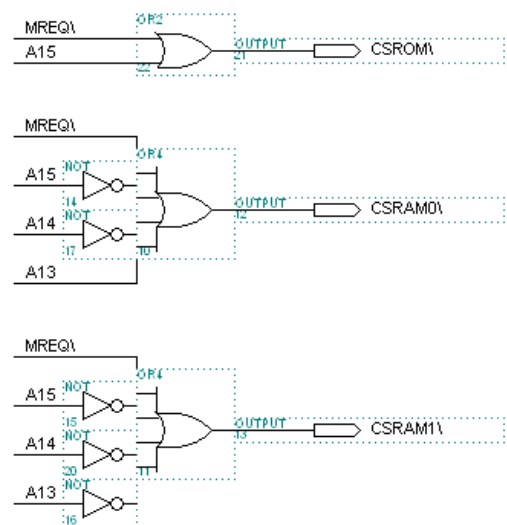 OR2
MREQ\
A15
22
OUTPUT
21
CSROM\
MREQ\
OR4
NOT
A15
14
NOT
A14
17
10
OUTPUT
12
CSRAM0\
A13
MREQ\
OR4
NOT
A15
15
NOT
A14
20
11
OUTPUT
13
CSRAM1\
NOT
A13
16